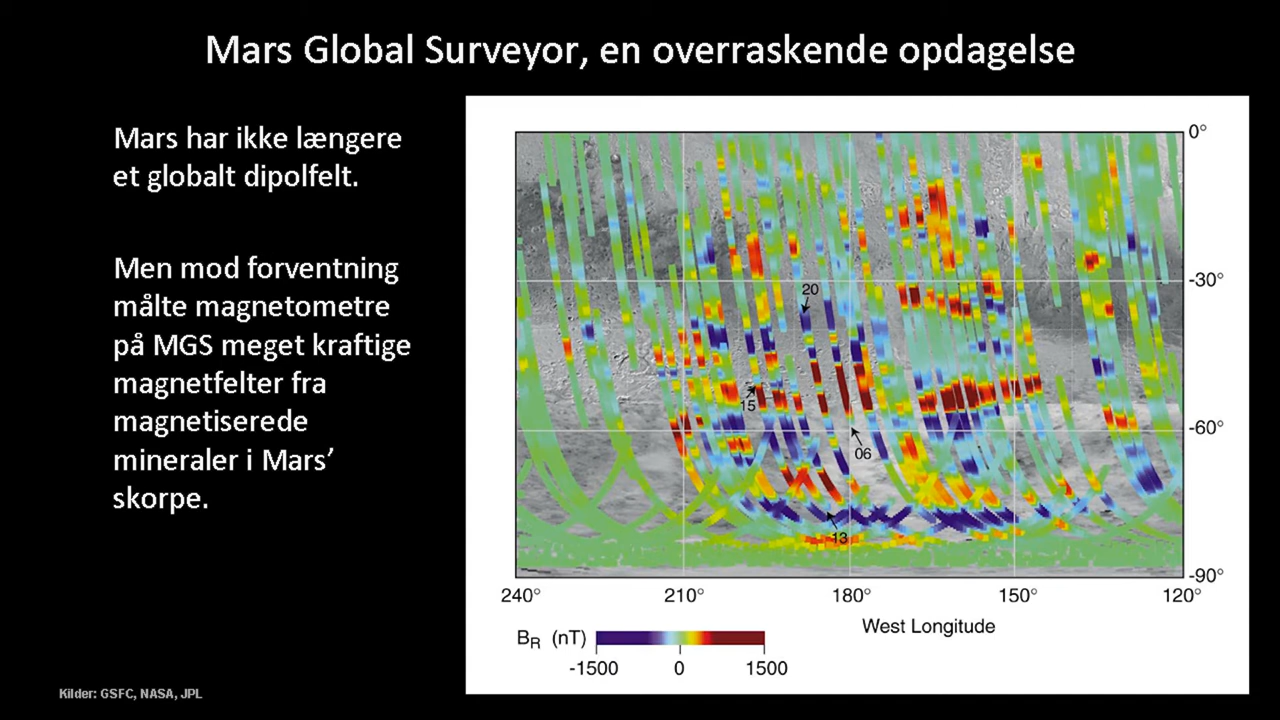 Mars Global Surveyor, en overraskende opdagelse
Mars har ikke længere
et globalt dipolfelt.
Men mod forventning
målte magnetometre
på MGS meget kraftige
magnetfelter fra
magnetiserede
mineraler i Mars’
skorpe.
0°
-30°
20
15
-60°
06
13
-90°
240° 210° 180° 150° 120°
West Longitude
BR (nT)
-1500 0 1500
Kilder: GSFC, NASA, JPL